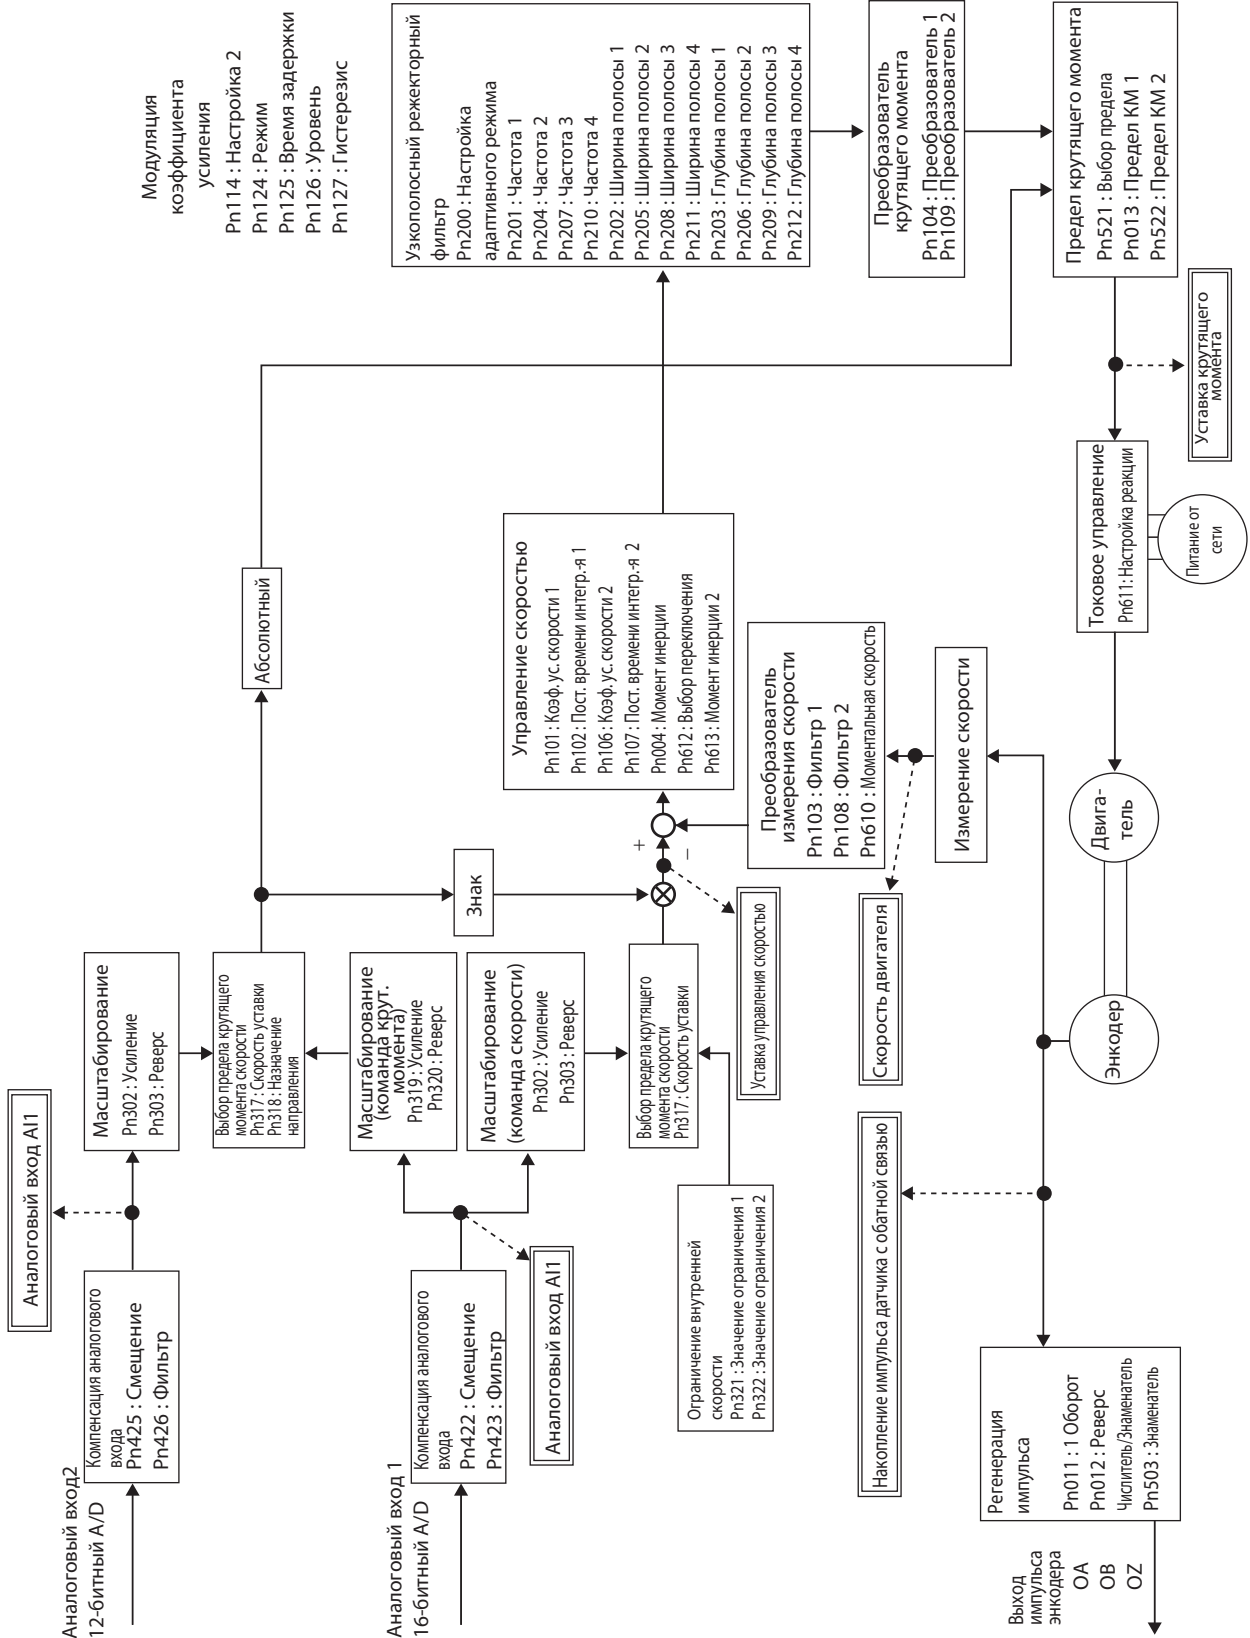 Аналоговый вход2
12-битный A/D
Компенсация аналогового
входа
Pn425 : Смещение
Pn426 : Фильтр
Аналоговый вход AI1
Масштабирование
Pn302 : Усиление
Pn303 : Реверс
Выбор предела крутящего
момента скорости
Pn317 : Скорость уставки
Pn318 : Назначение
направления
Абсолютный
Модуляция
коэффициента
усиления
Pn114 : Настройка 2
Pn124 : Режим
Pn125 : Время задержки
Pn126 : Уровень
Pn127 : Гистерезис
Аналоговый вход 1
16-битный A/D
Компенсация аналогового
входа
Pn422 : Смещение
Pn423 : Фильтр
Аналоговый вход AI1
Масштабирование
(команда крут.
момента)
Pn319 : Усиление
Pn320 : Реверс
Масштабирование
(команда скорости)
Pn302 : Усиление
Pn303 : Реверс
Знак
Ограничение внутренней
скорости
Pn321 : Значение ограничения 1
Pn322 : Значение ограничения 2
Выбор предела крутящего
момента скорости
Pn317 : Скорость уставки
+
−
Уставка управления скоростью
Управление скоростью
Pn101 : Коэф. ус. скорости 1
Pn102 : Пост. времени интегр.-я 1
Pn106 : Коэф. ус. скорости 2
Pn107 : Пост. времени интегр.-я 2
Pn004 : Момент инерции
Pn612 : Выбор переключения
Pn613 : Момент инерции 2
Узкополосный режекторный
фильтр
Pn200 : Настройка
адаптивного режима
Pn201 : Частота 1
Pn204 : Частота 2
Pn207 : Частота 3
Pn210 : Частота 4
Pn202 : Ширина полосы 1
Pn205 : Ширина полосы 2
Pn208 : Ширина полосы 3
Pn211 : Ширина полосы 4
Pn203 : Глубина полосы 1
Pn206 : Глубина полосы 2
Pn209 : Глубина полосы 3
Pn212 : Глубина полосы 4
Преобразователь
измерения скорости
Pn103 : Фильтр 1
Pn108 : Фильтр 2
Pn610 : Моментальная скорость
Преобразователь
крутящего момента
Pn104 : Преобразователь 1
Pn109 : Преобразователь 2
Накопление импульса датчика с обатной связью
Скорость двигателя
Измерение скорости
Предел крутящего момента
Pn521 : Выбор предела
Pn013 : Предел КМ 1
Pn522 : Предел КМ 2
Регенерация
импульса
Pn011 : 1 Оборот
Pn012 : Реверс
Числитель/Знаменатель
Pn503 : Знаменатель
Выход
импульса
энкодера
OA
OB
OZ
Энкодер
Двига-
тель
Токовое управление
Pn611: Настройка реакции
Питание от
сети
Уставка крутящего
момента